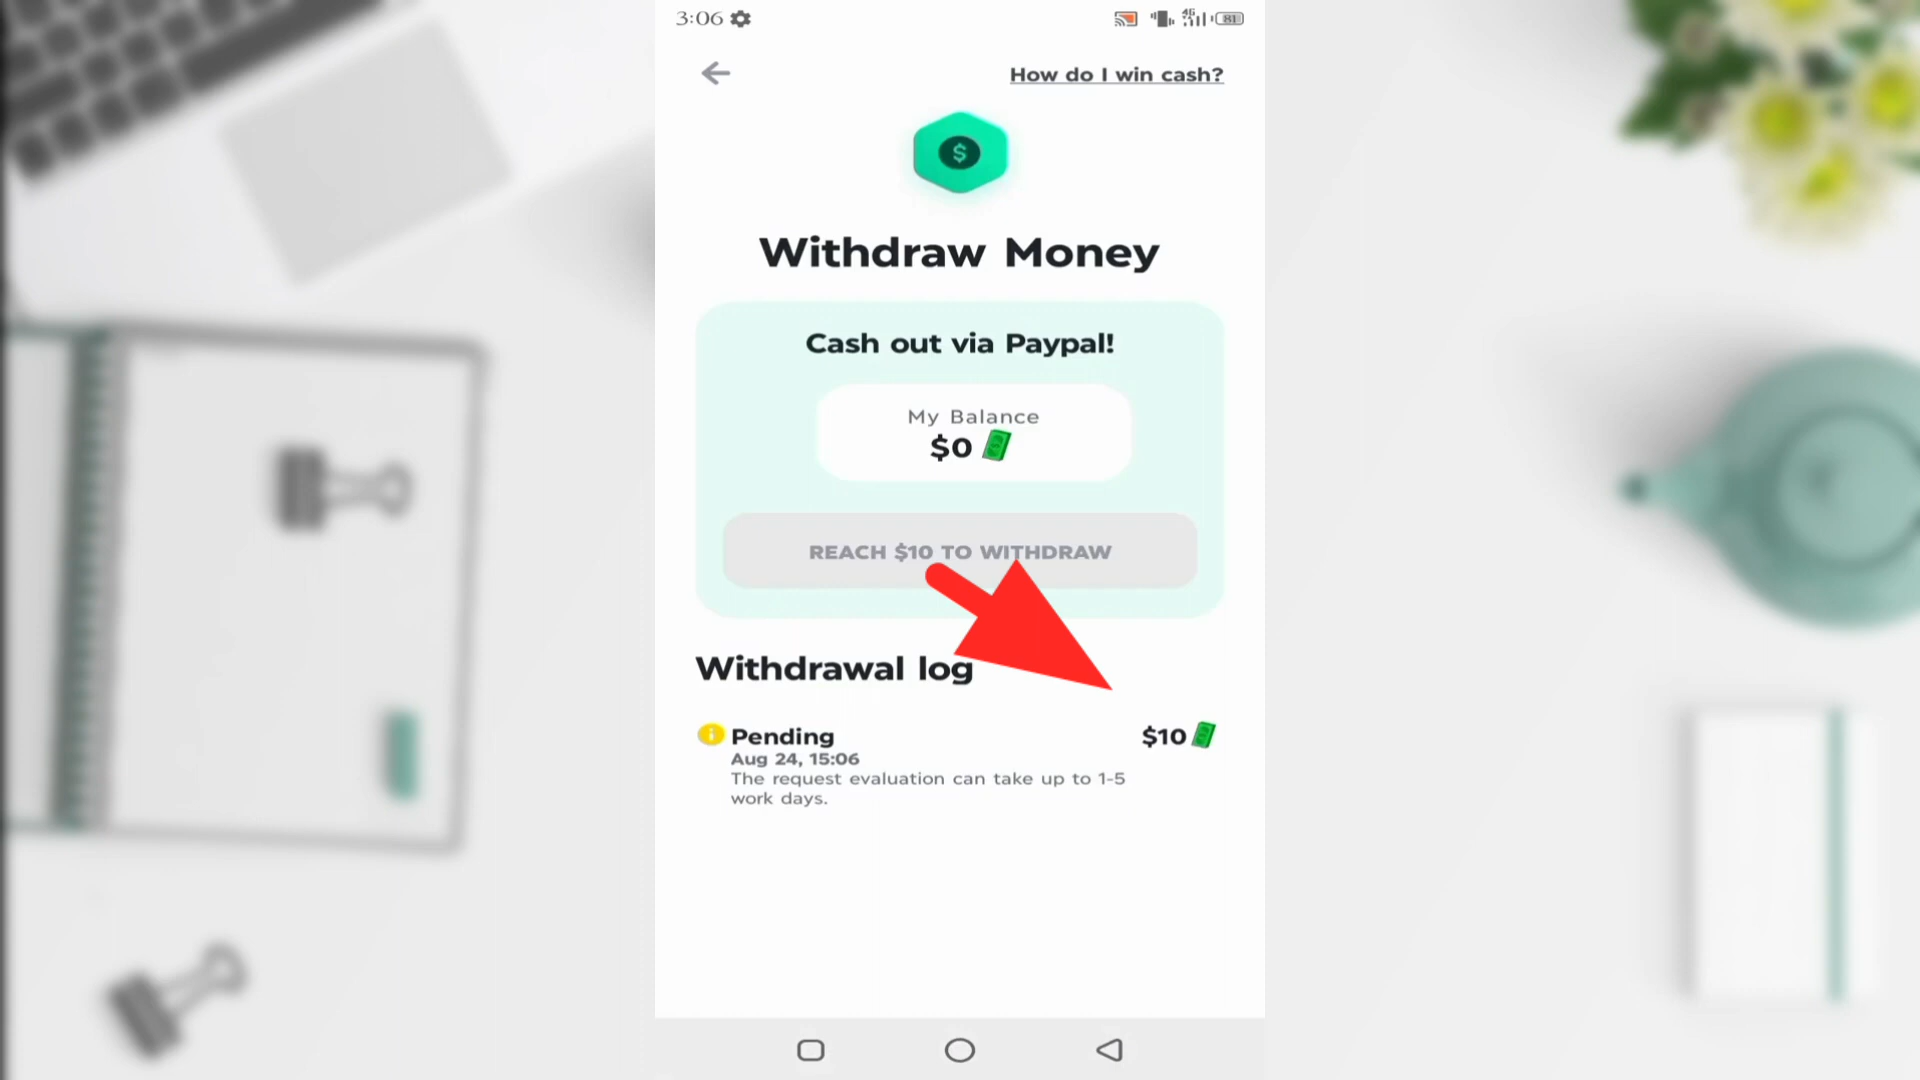 3:06
4G
81
How do I win cash?
$
Withdraw Money
Cash out via Paypal!
My Balance
$0
REACH $10 TO WITHDRAW
Withdrawal log
Pending
$10
Aug 24, 15:06
The request evaluation can take up to 1-5
work days.